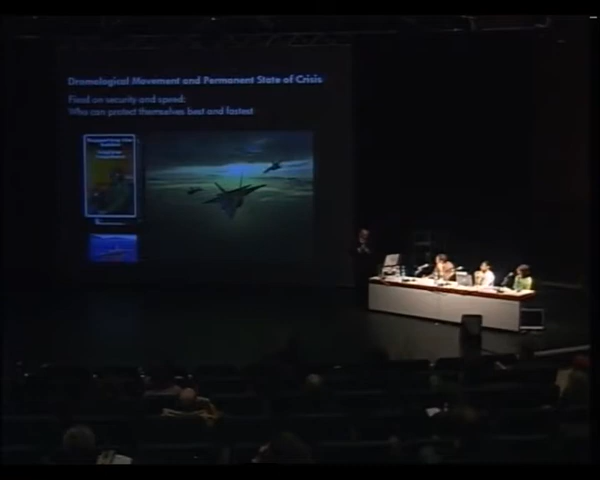 Dromological Movement and Permanent State of Crisis
Fixed on security and speed:
Who can protect themselves best and fastest